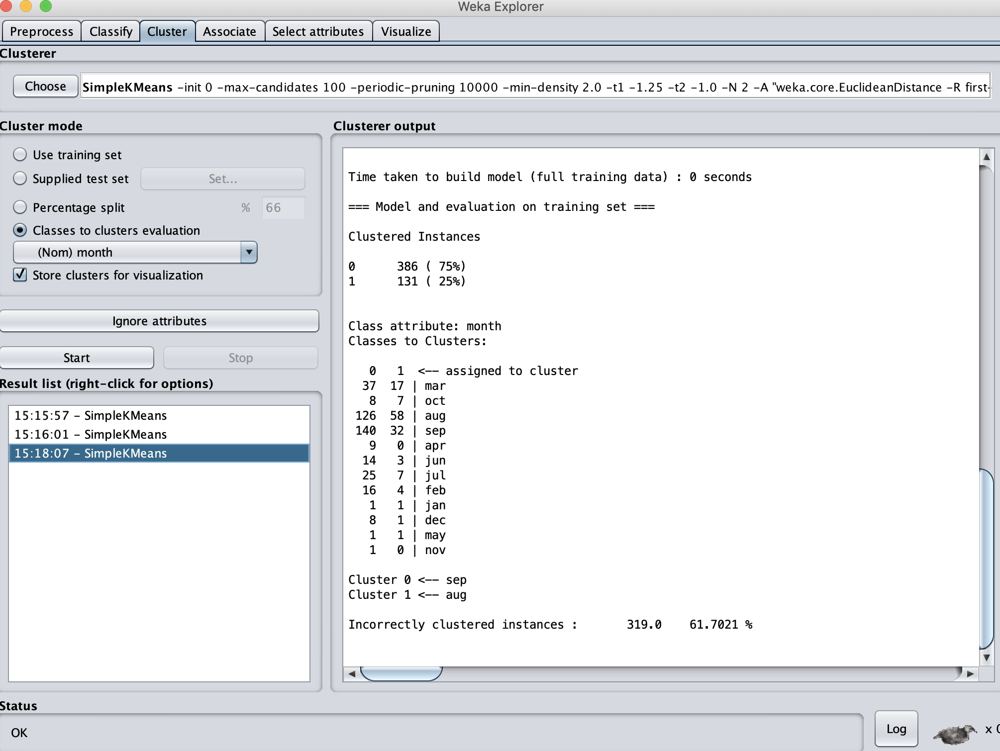 Weka Explorer
Preprocess Classify Cluster Associate Select attributes Visualize
Clusterer
Choose SimpleKMeans -init 0 -max-candidates 100 -periodic-pruning 10000 -min-density 2.0 -t1 -1.25 -t2 -1.0 -N 2 -A "weka.core.EuclideanDistance -R first-
Cluster mode
Use training set
Supplied test set Set...
Percentage split % 66
Classes to clusters evaluation
(Nom) month
Store clusters for visualization
Ignore attributes
Start Stop
Result list (right-click for options)
15:15:57 - SimpleKMeans
15:16:01 - SimpleKMeans
15:18:07 - SimpleKMeans
Clusterer output
Time taken to build model (full training data) : 0 seconds
=== Model and evaluation on training set ===
Clustered Instances
0 386 ( 75%)
1 131 ( 25%)
Class attribute: month
Classes to Clusters:
0 1 <-- assigned to cluster
37 17 | mar
8 7 | oct
126 58 | aug
140 32 | sep
9 0 | apr
14 3 | jun
25 7 | jul
16 4 | feb
1 1 | jan
8 1 | dec
1 1 | may
1 0 | nov
Cluster 0 <-- sep
Cluster 1 <-- aug
Incorrectly clustered instances : 319.0 61.7021 %
Status
OK
Log x 0